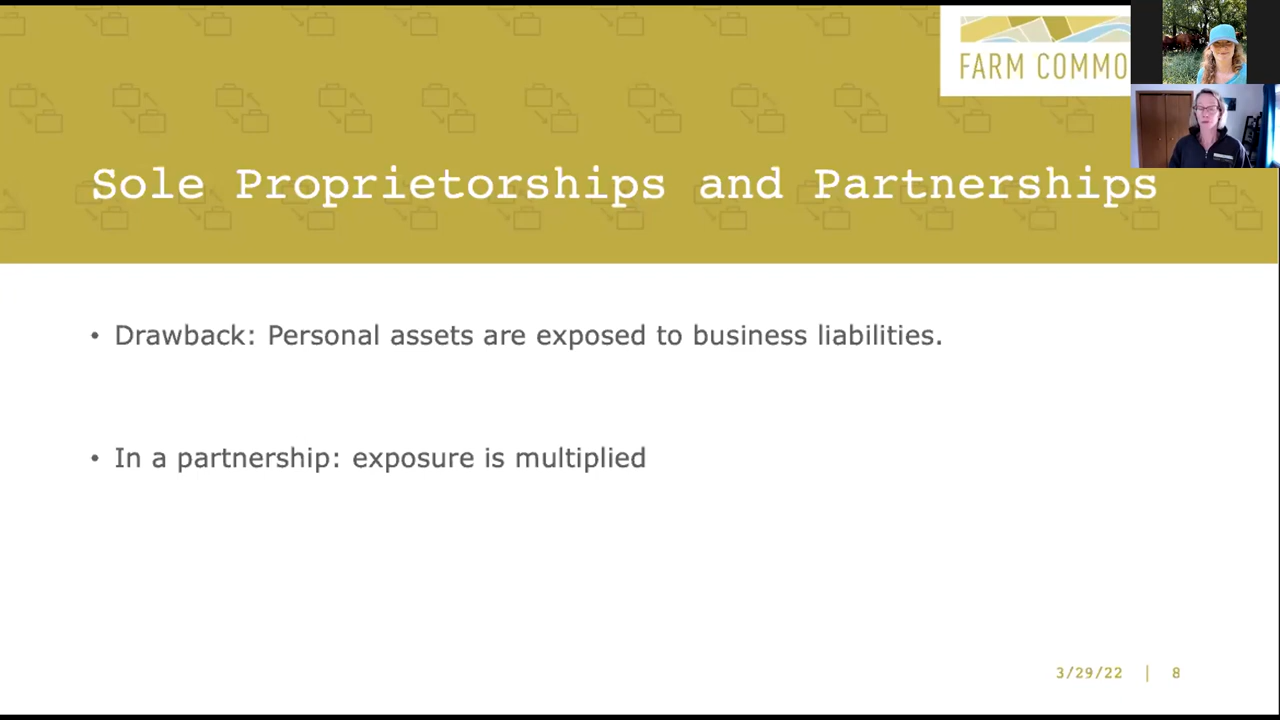 FARM COMMO
Sole Proprietorships and Partnerships
• Drawback: Personal assets are exposed to business liabilities.
• In a partnership: exposure is multiplied
3/29/22 | 8